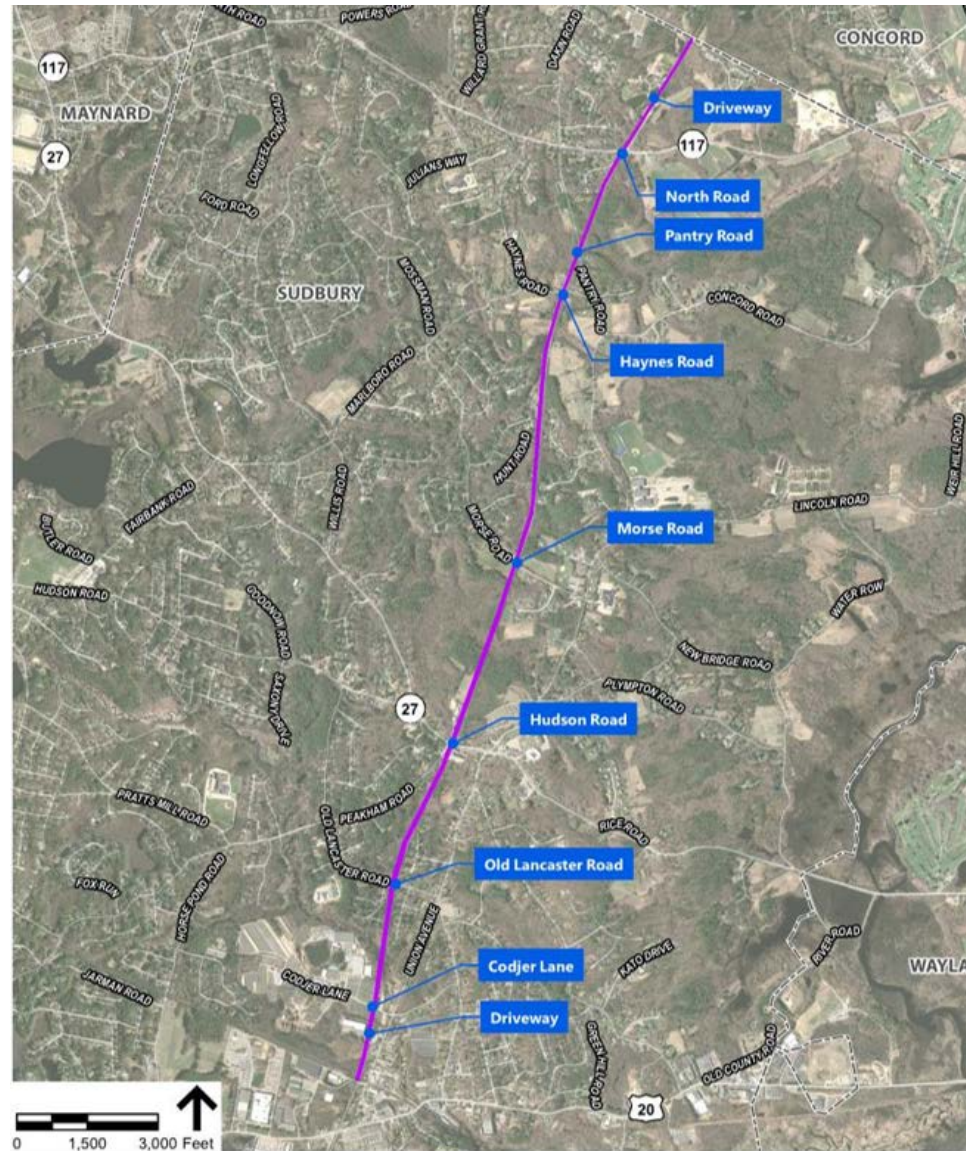 NORTH ROAD
POWERS ROAD
WILLARD GRANT R
DAKIN ROAD
CONCORD
117
MAYNARD
27
LONGFELLOW ROAD
Driveway
117
JULIANS WAY
FORD ROAD
North Road
Pantry Road
HAYNES ROAD
MOSSMAN ROAD
PANTRY ROAD
SUDBURY
CONCORD ROAD
Haynes Road
MARLBORO ROAD
HUNT ROAD
WEIR HILL ROAD
WILLIS ROAD
FAIRBANK ROAD
LINCOLN ROAD
BUTLER ROAD
MORSE ROAD
Morse Road
HUDSON ROAD
GOODNOW ROAD
WATER ROW
NEW BRIDGE ROAD
SAXONY DRIVE
PLYMPTON ROAD
27
Hudson Road
PRATTS MILL ROAD
PEAKHAM ROAD
OLD LANCASTER ROAD
RICE ROAD
Old Lancaster Road
FOX RUN
HORSE POND ROAD
UNION AVENUE
RIVER ROAD
KATO DRIVE
WAYLA
JARMAN ROAD
CODJER LANE
Codjer Lane
Driveway
GREEN HILL ROAD
OLD COUNTY ROAD
20
0 1,500 3,000 Feet